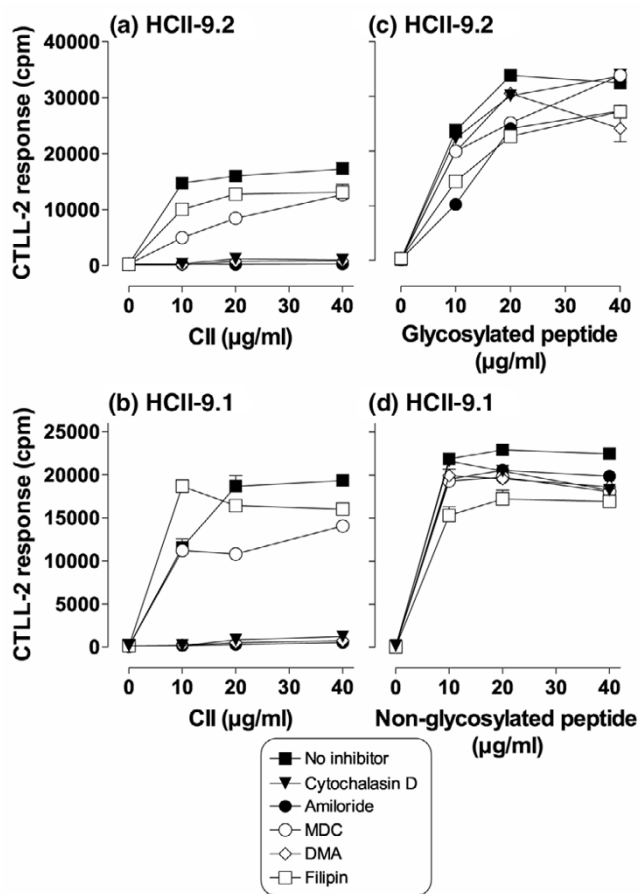 (a) HCII-9.2
CTLL-2 response (cpm)
40000
30000
20000
10000
0
0 10 20 30 40
CII (µg/ml)
(c) HCII-9.2
0 10 20 30 40
Glycosylated peptide
(µg/ml)
(b) HCII-9.1
CTLL-2 response (cpm)
25000
20000
15000
10000
5000
0
0 10 20 30 40
CII (µg/ml)
(d) HCII-9.1
0 10 20 30 40
Non-glycosylated peptide
(µg/ml)
No inhibitor
Cytochalasin D
Amiloride
MDC
DMA
Filipin